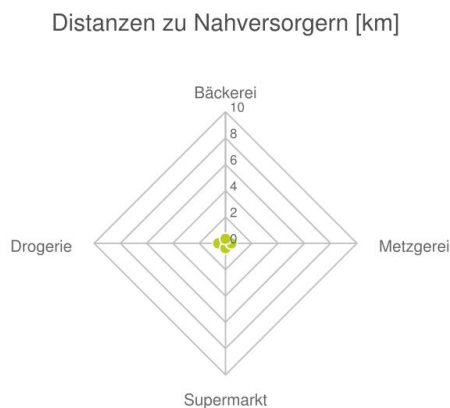 Distanzen zu Nahversorgern [km]
Bäckerei
10
8
6
4
2
0
Drogerie
Metzgerei
Supermarkt